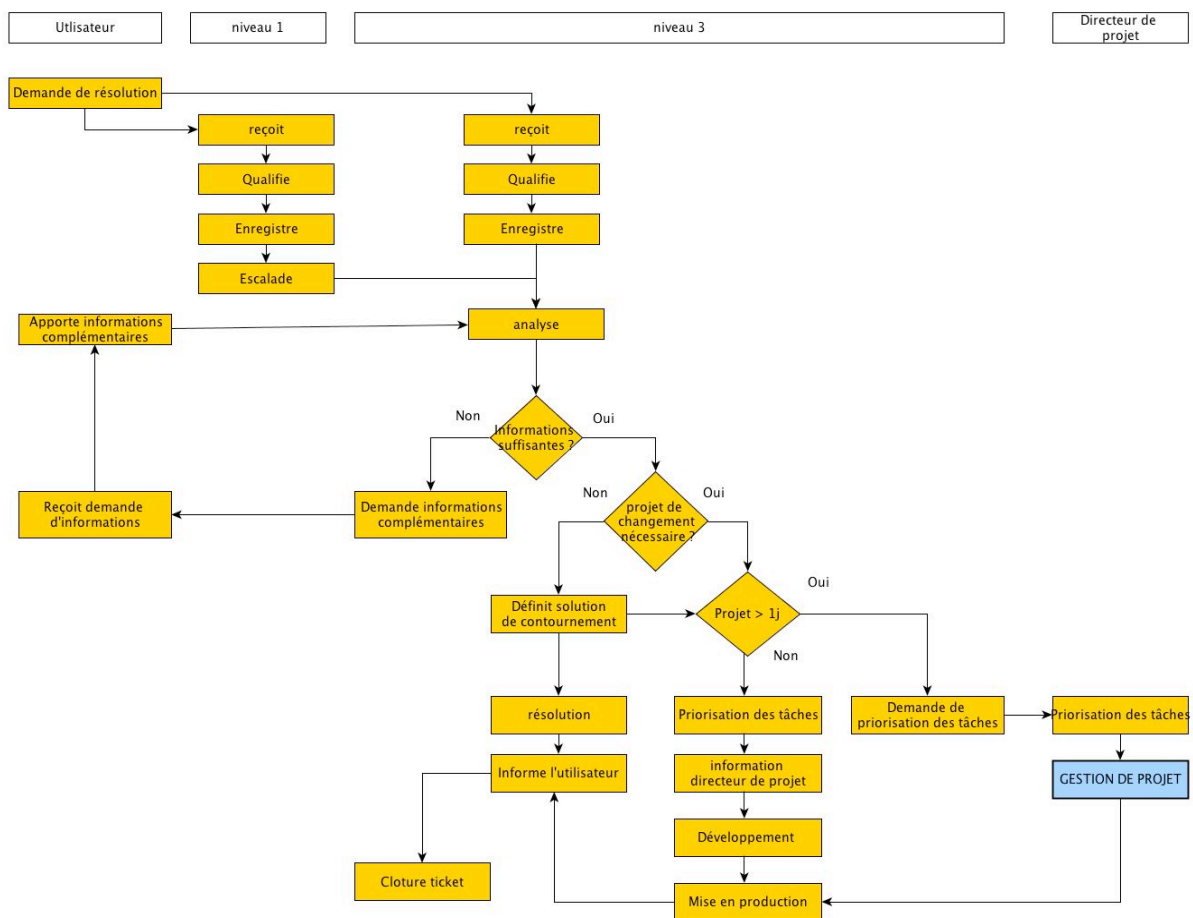 Utlisateur
niveau 1
niveau 3
Directeur de
projet
Demande de résolution
reçoit
reçoit
Qualifie
Qualifie
Enregistre
Enregistre
Escalade
Apporte informations
complémentaires
analyse
Non
Oui
Informations
suffisantes ?
Reçoit demande
d'informations
Demande informations
complémentaires
Non
Oui
projet de
changement
nécessaire ?
Oui
Définit solution
de contournement
Projet > 1j
Non
résolution
Priorisation des tâches
Demande de
priorisation des tâches
Priorisation des tâches
Informe l'utilisateur
information
directeur de projet
GESTION DE PROJET
Développement
Cloture ticket
Mise en production